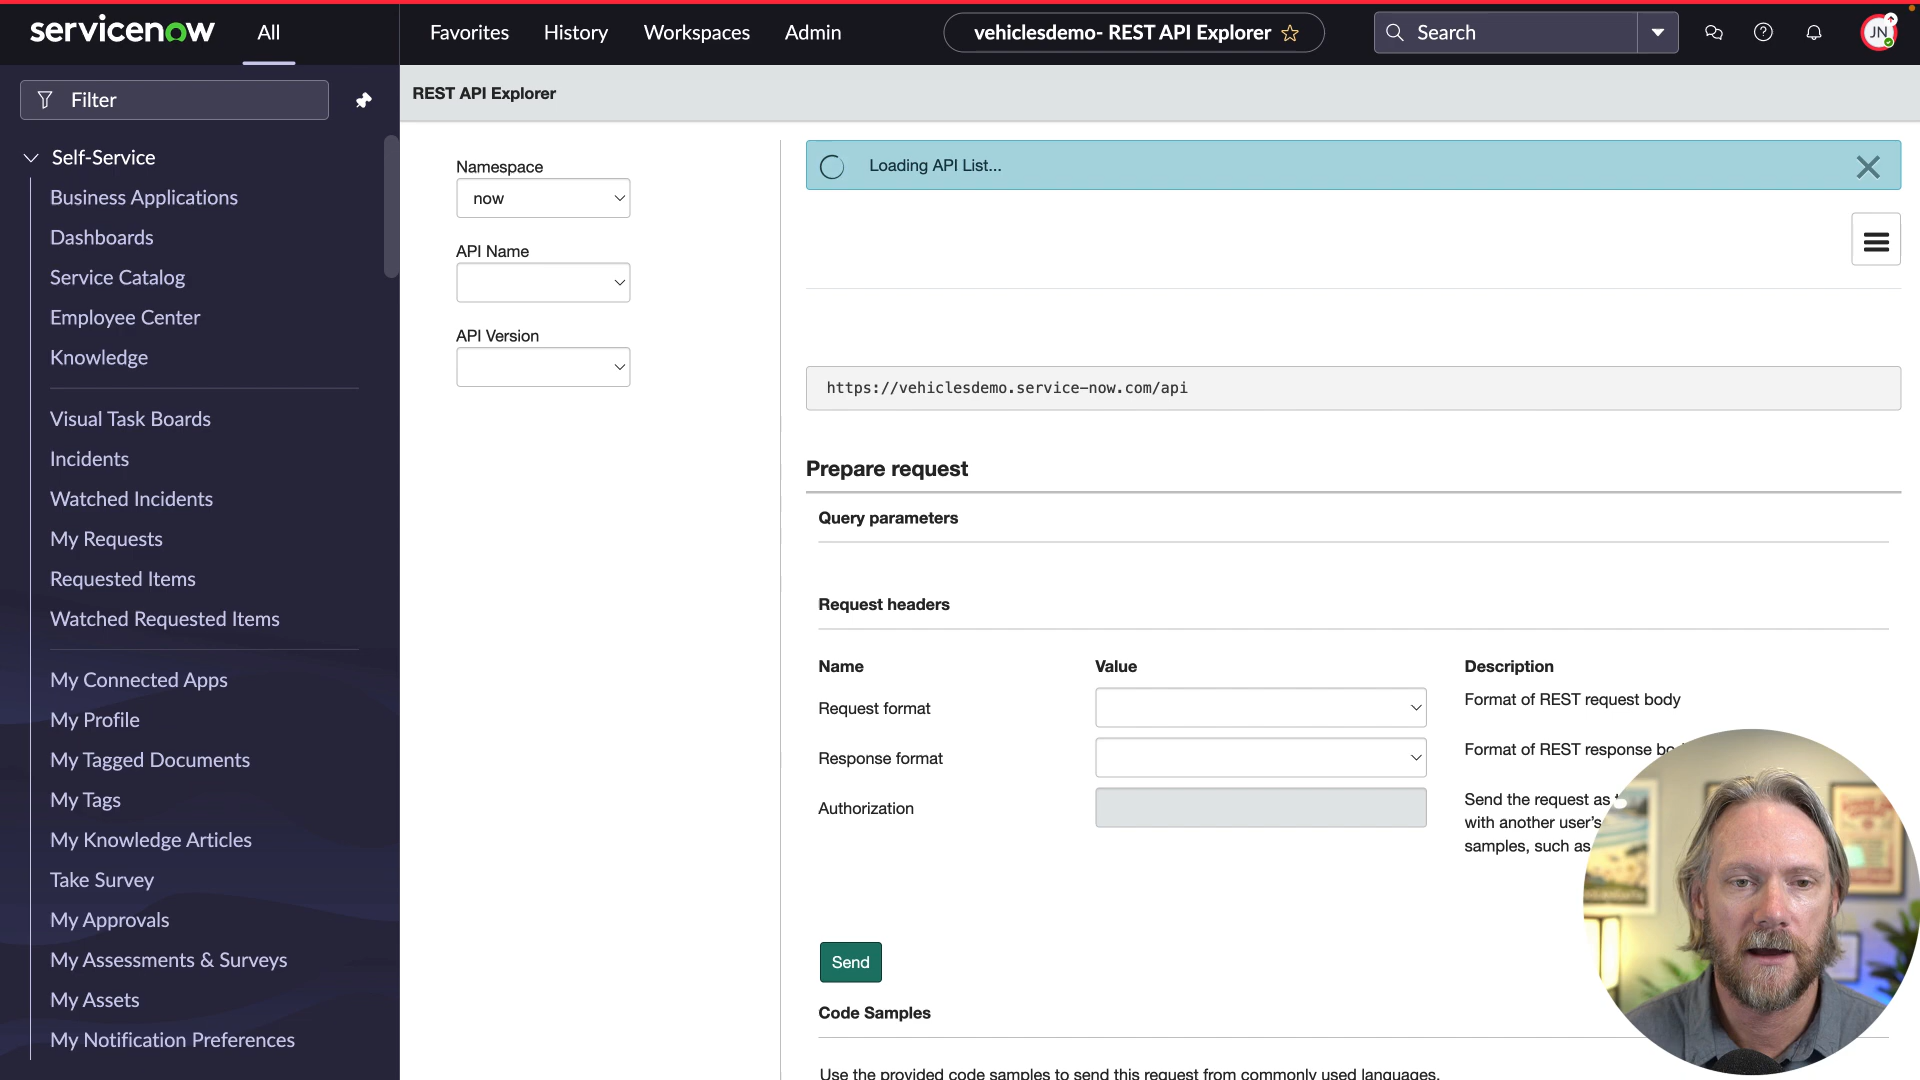 servicenow
All
Favorites
History
Workspaces
Admin
vehiclesdemo- REST API Explorer
Search
JN
Filter
Self-Service
Business Applications
Dashboards
Service Catalog
Employee Center
Knowledge
Visual Task Boards
Incidents
Watched Incidents
My Requests
Requested Items
Watched Requested Items
My Connected Apps
My Profile
My Tagged Documents
My Tags
My Knowledge Articles
Take Survey
My Approvals
My Assessments & Surveys
My Assets
My Notification Preferences
REST API Explorer
Namespace
now
API Name
API Version
Loading API List...
https://vehiclesdemo.service-now.com/api
Prepare request
Query parameters
Request headers
Name Value Description
Request format Format of REST request body
Response format Format of REST response
Authorization Send the request as
with another user's
samples, such as
Send
Code Samples
Use the provided code samples to send this request from commonly used languages.